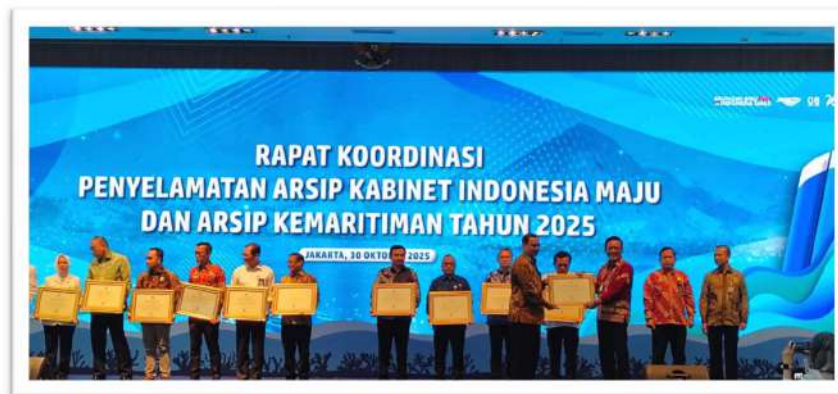 RAPAT KOORDINASI
PENYELAMATAN ARSIP KABINET INDONESIA MAJU
DAN ARSIP KEMARITIMAN TAHUN 2025
JAKARTA, 30 OKTOBER 2025